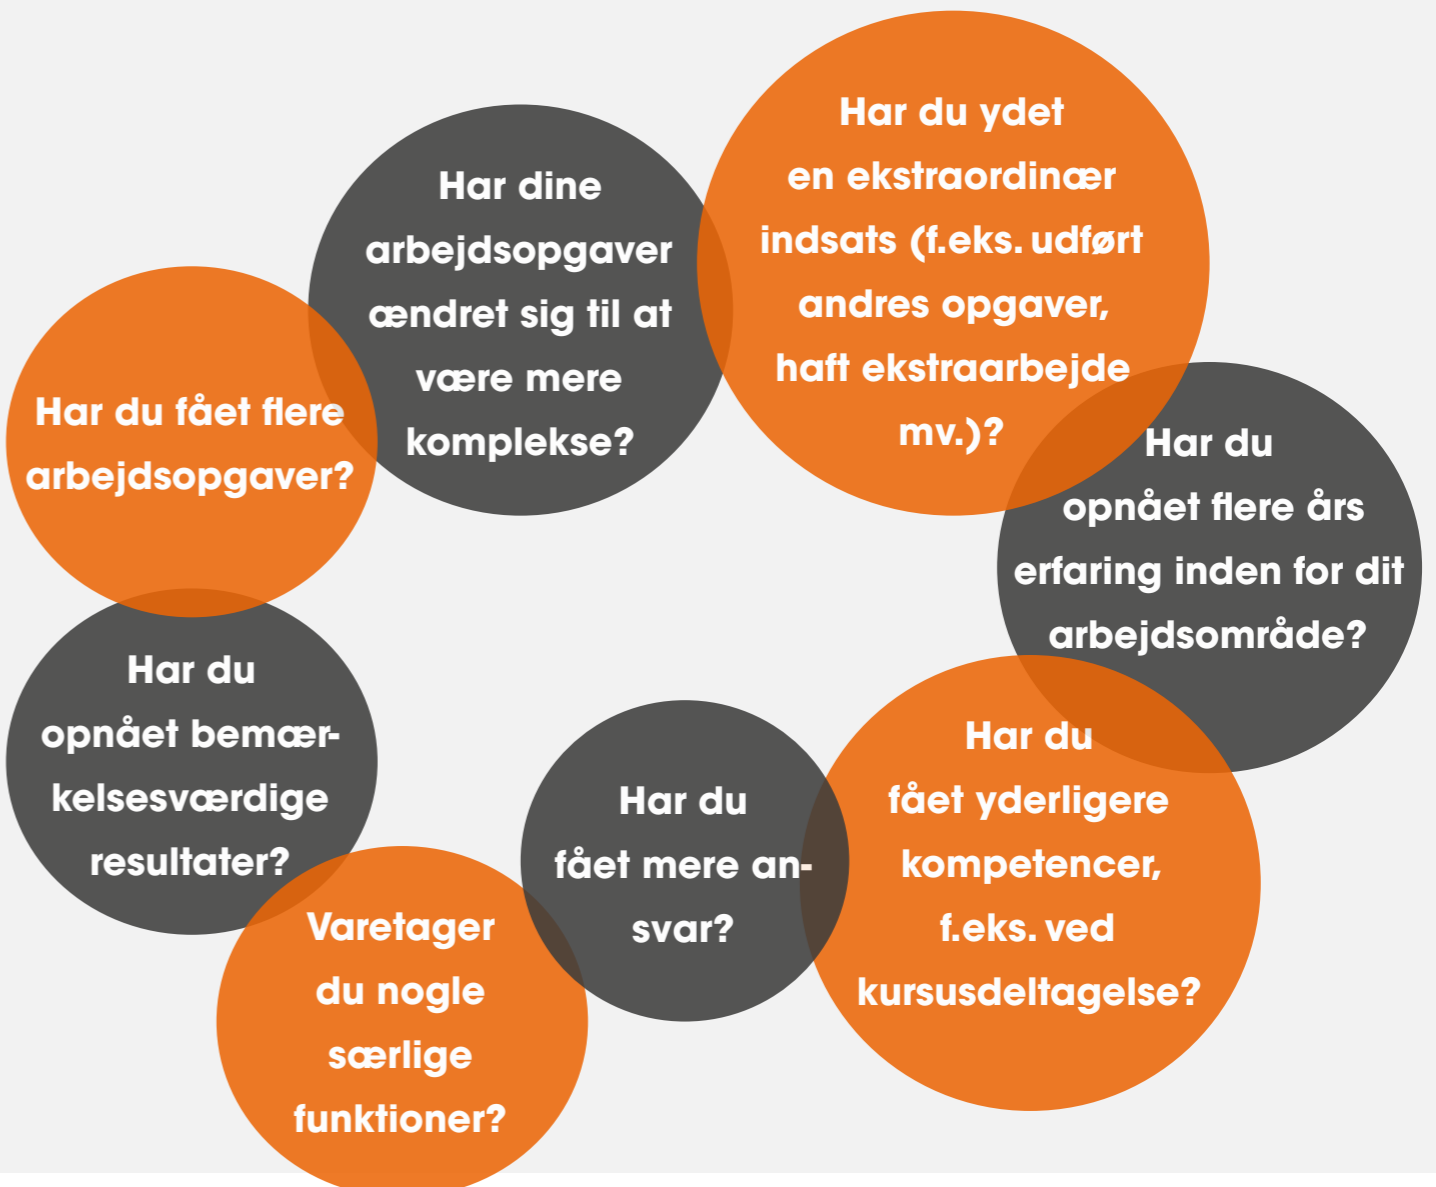 Har du ydet
en ekstraordinær
indsats (f.eks. udført
andres opgaver,
haft ekstraarbejde
mv.)?
Har dine
arbejdsopgaver
ændret sig til at
være mere
komplekse?
Har du fået flere
arbejdsopgaver?
Har du
opnået flere års
erfaring inden for dit
arbejdsområde?
Har du
opnået bemær-
kelsesværdige
resultater?
Har du
fået yderligere
kompetencer,
f.eks. ved
kursusdeltagelse?
Har du
fået mere an-
svar?
Varetager
du nogle
særlige
funktioner?